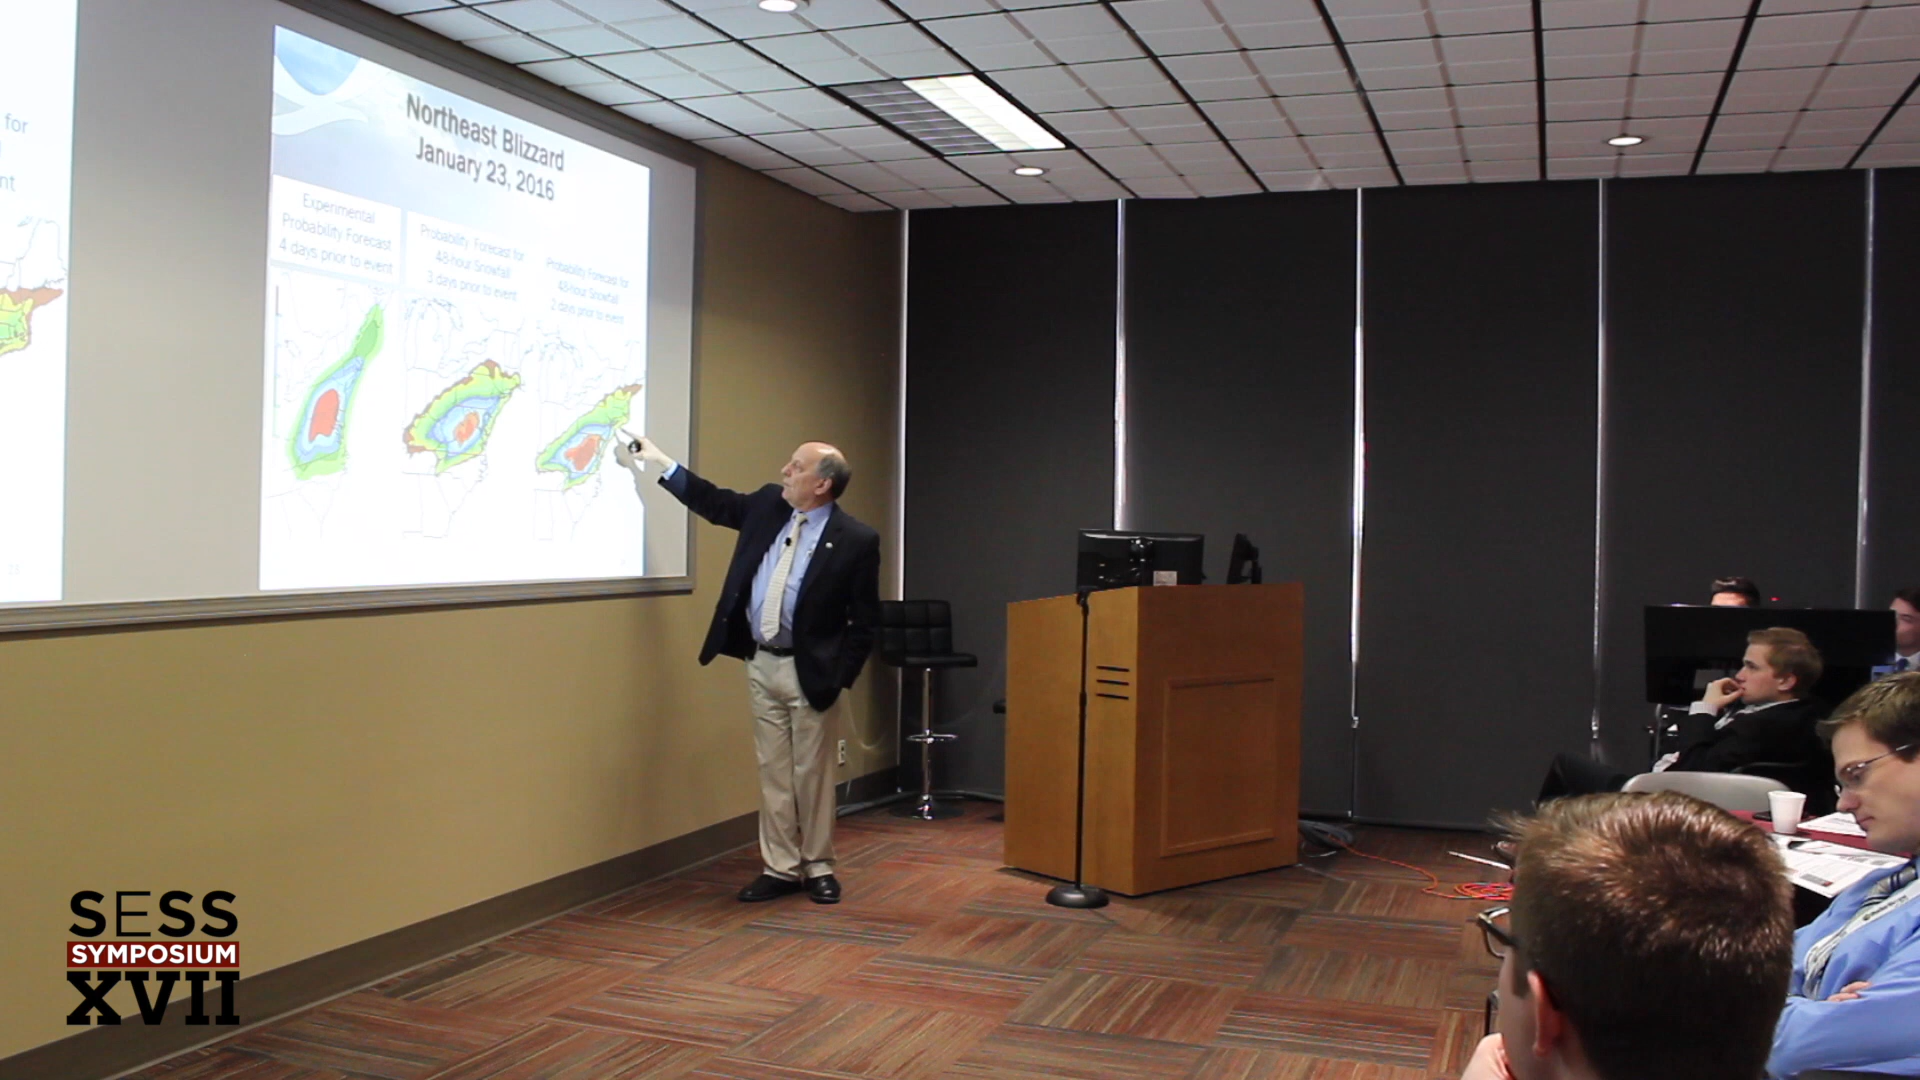 for
nt
Northeast Blizzard
January 23, 2016
Experimental
Probability Forecast
4 days prior to event
Probability Forecast for
48-hour Snowfall
3 days prior to event
Probability Forecast for
48-hour Snowfall
2 days prior to event
SESS
SYMPOSIUM
XVII